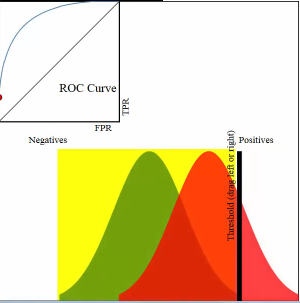 ROC Curve
TPR
FPR
Negatives
Positives
Threshold (drag left or right)